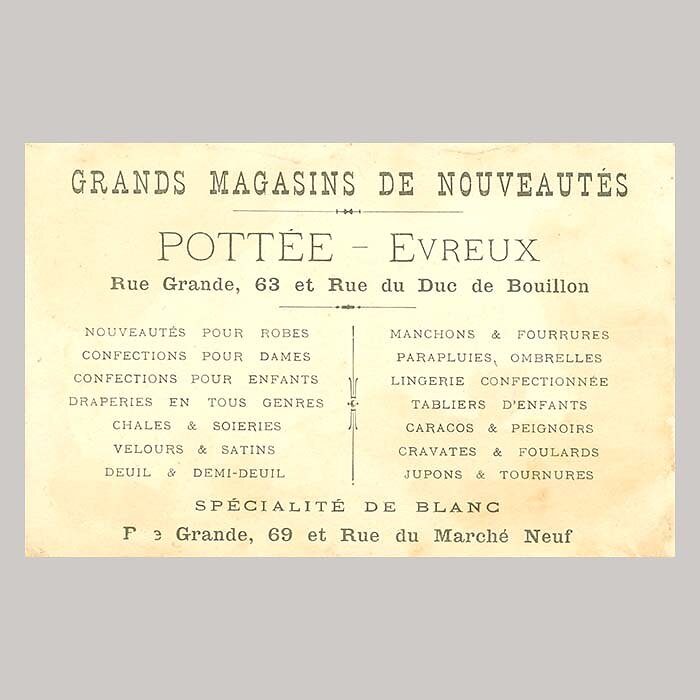 GRANDS MAGASINS DE NOUVEAUTÉS
POTTÉE – EVREUX
Rue Grande, 63 et Rue du Duc de Bouillon
NOUVEAUTÉS POUR ROBES
CONFECTIONS POUR DAMES
CONFECTIONS POUR ENFANTS
DRAPERIES EN TOUS GENRES
CHALES & SOIERIES
VELOURS & SATINS
DEUIL & DEMI-DEUIL
MANCHONS & FOURRURES
PARAPLUIES, OMBRELLES
LINGERIE CONFECTIONNÉE
TABLIERS D'ENFANTS
CARACOS & PEIGNOIRS
CRAVATES & FOULARDS
JUPONS & TOURNURES
SPÉCIALITÉ DE BLANC
Grande, 69 et Rue du Marché Neuf